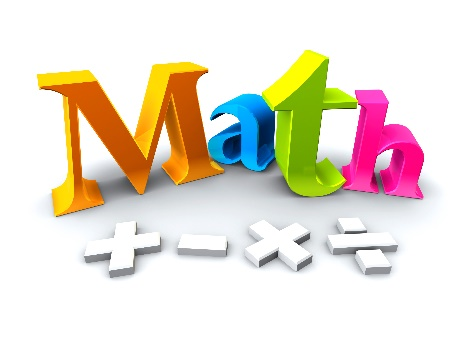 Math
+ − × ÷